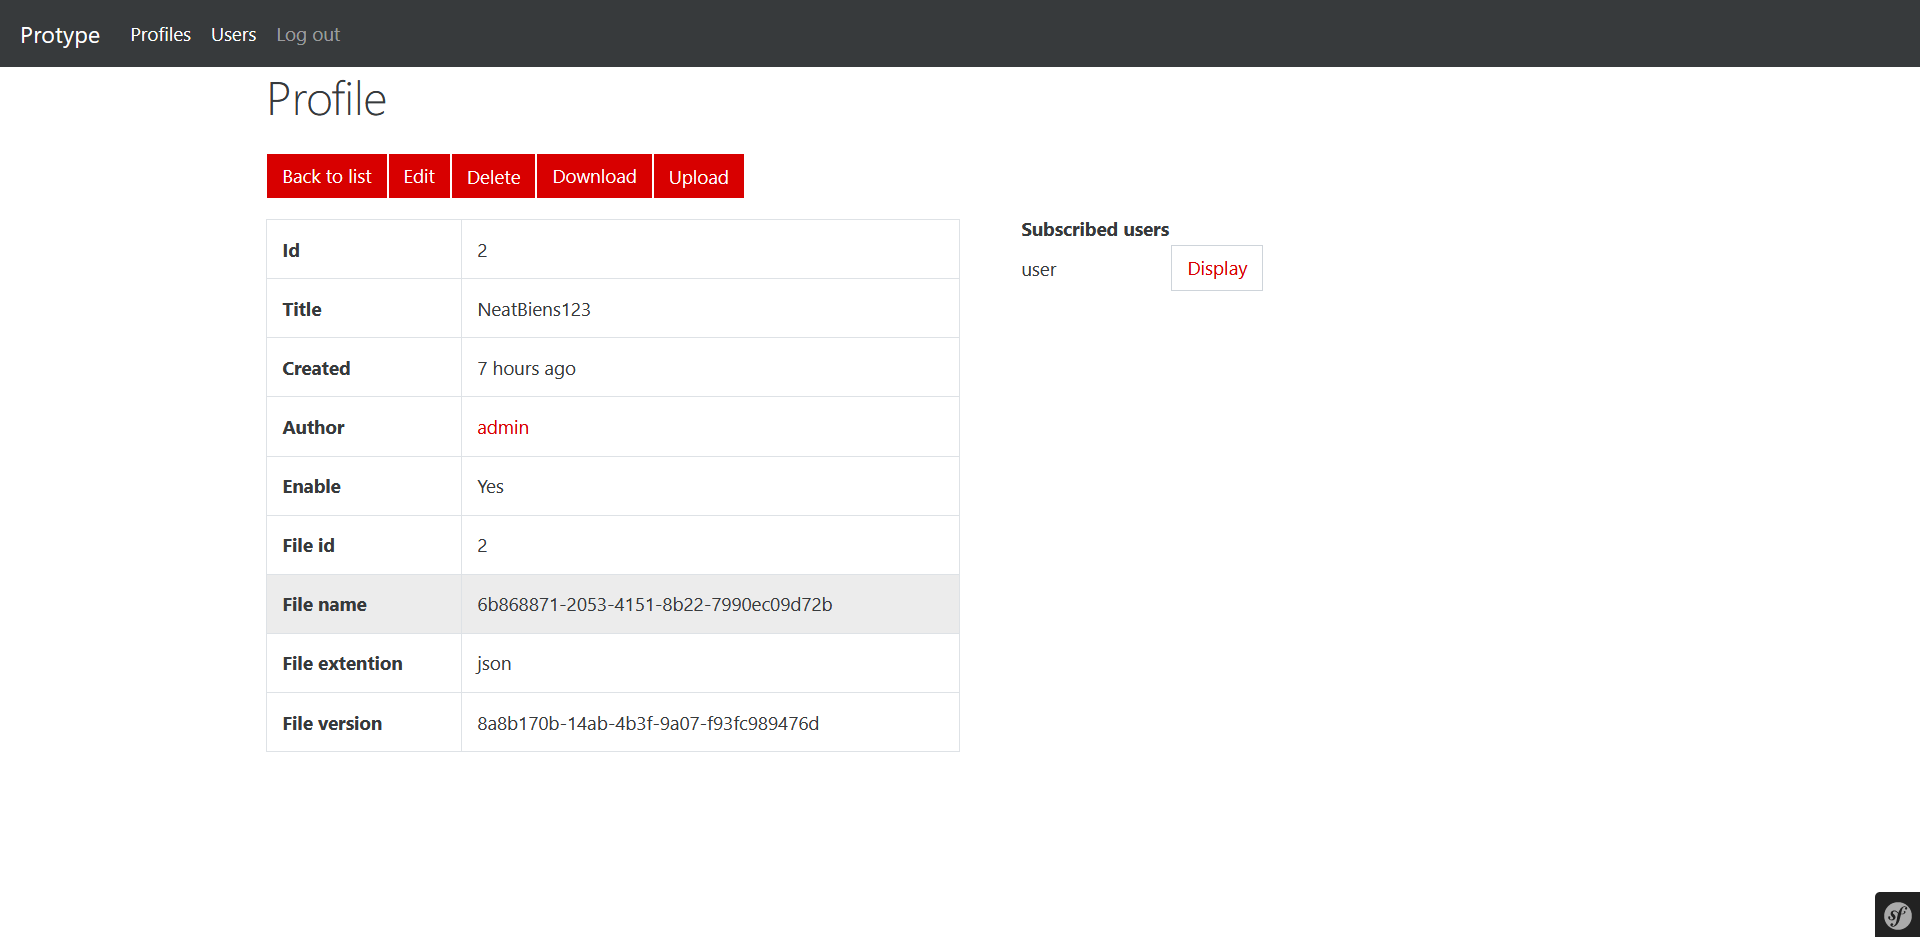 Protype Profiles Users Log out
Profile
Back to list Edit Delete Download Upload
Id 2
Title NeatBiens123
Created 7 hours ago
Author admin
Enable Yes
File id 2
File name 6b868871-2053-4151-8b22-7990ec09d72b
File extention json
File version 8a8b170b-14ab-4b3f-9a07-f93fc989476d
Subscribed users
user Display
sf